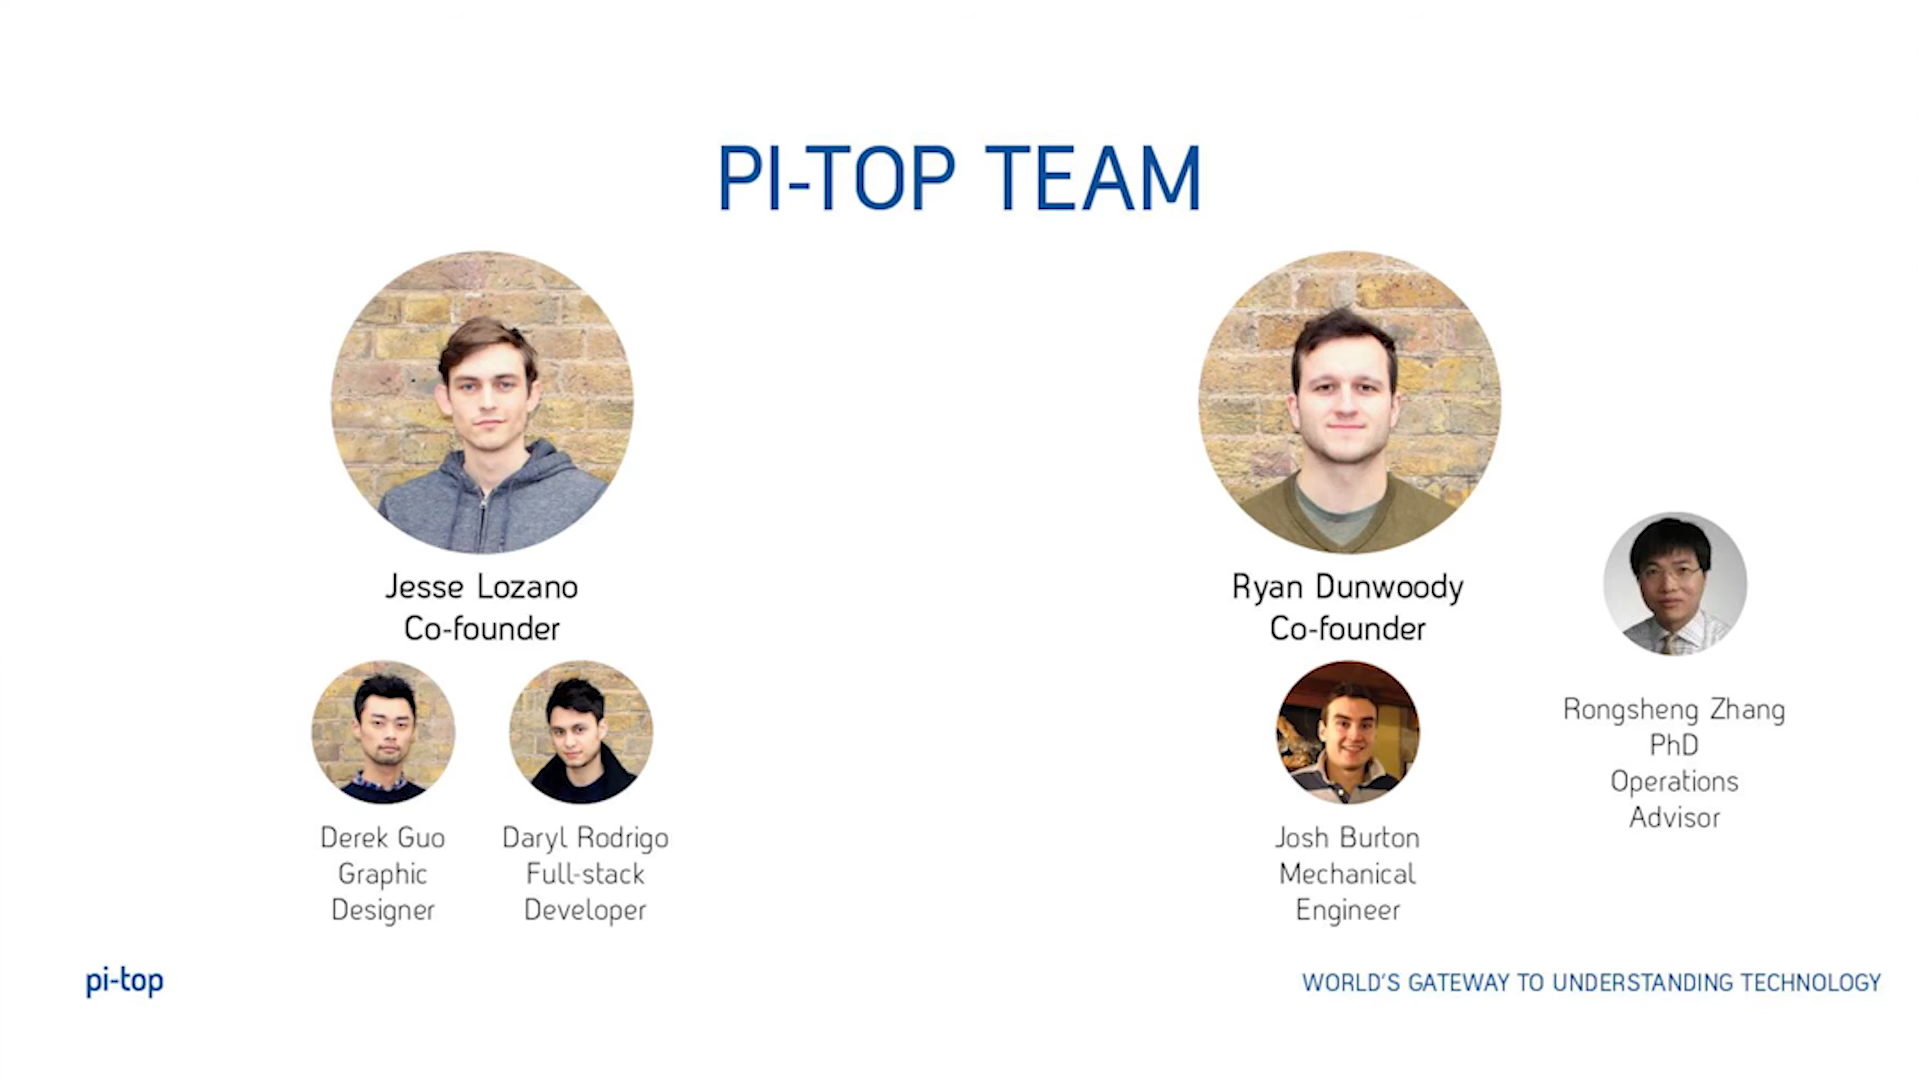 PI-TOP TEAM
Jesse Lozano
Co-founder
Ryan Dunwoody
Co-founder
Derek Guo
Graphic
Designer
Daryl Rodrigo
Full-stack
Developer
Josh Burton
Mechanical
Engineer
Rongsheng Zhang
PhD
Operations
Advisor
pi-top
WORLD'S GATEWAY TO UNDERSTANDING TECHNOLOGY